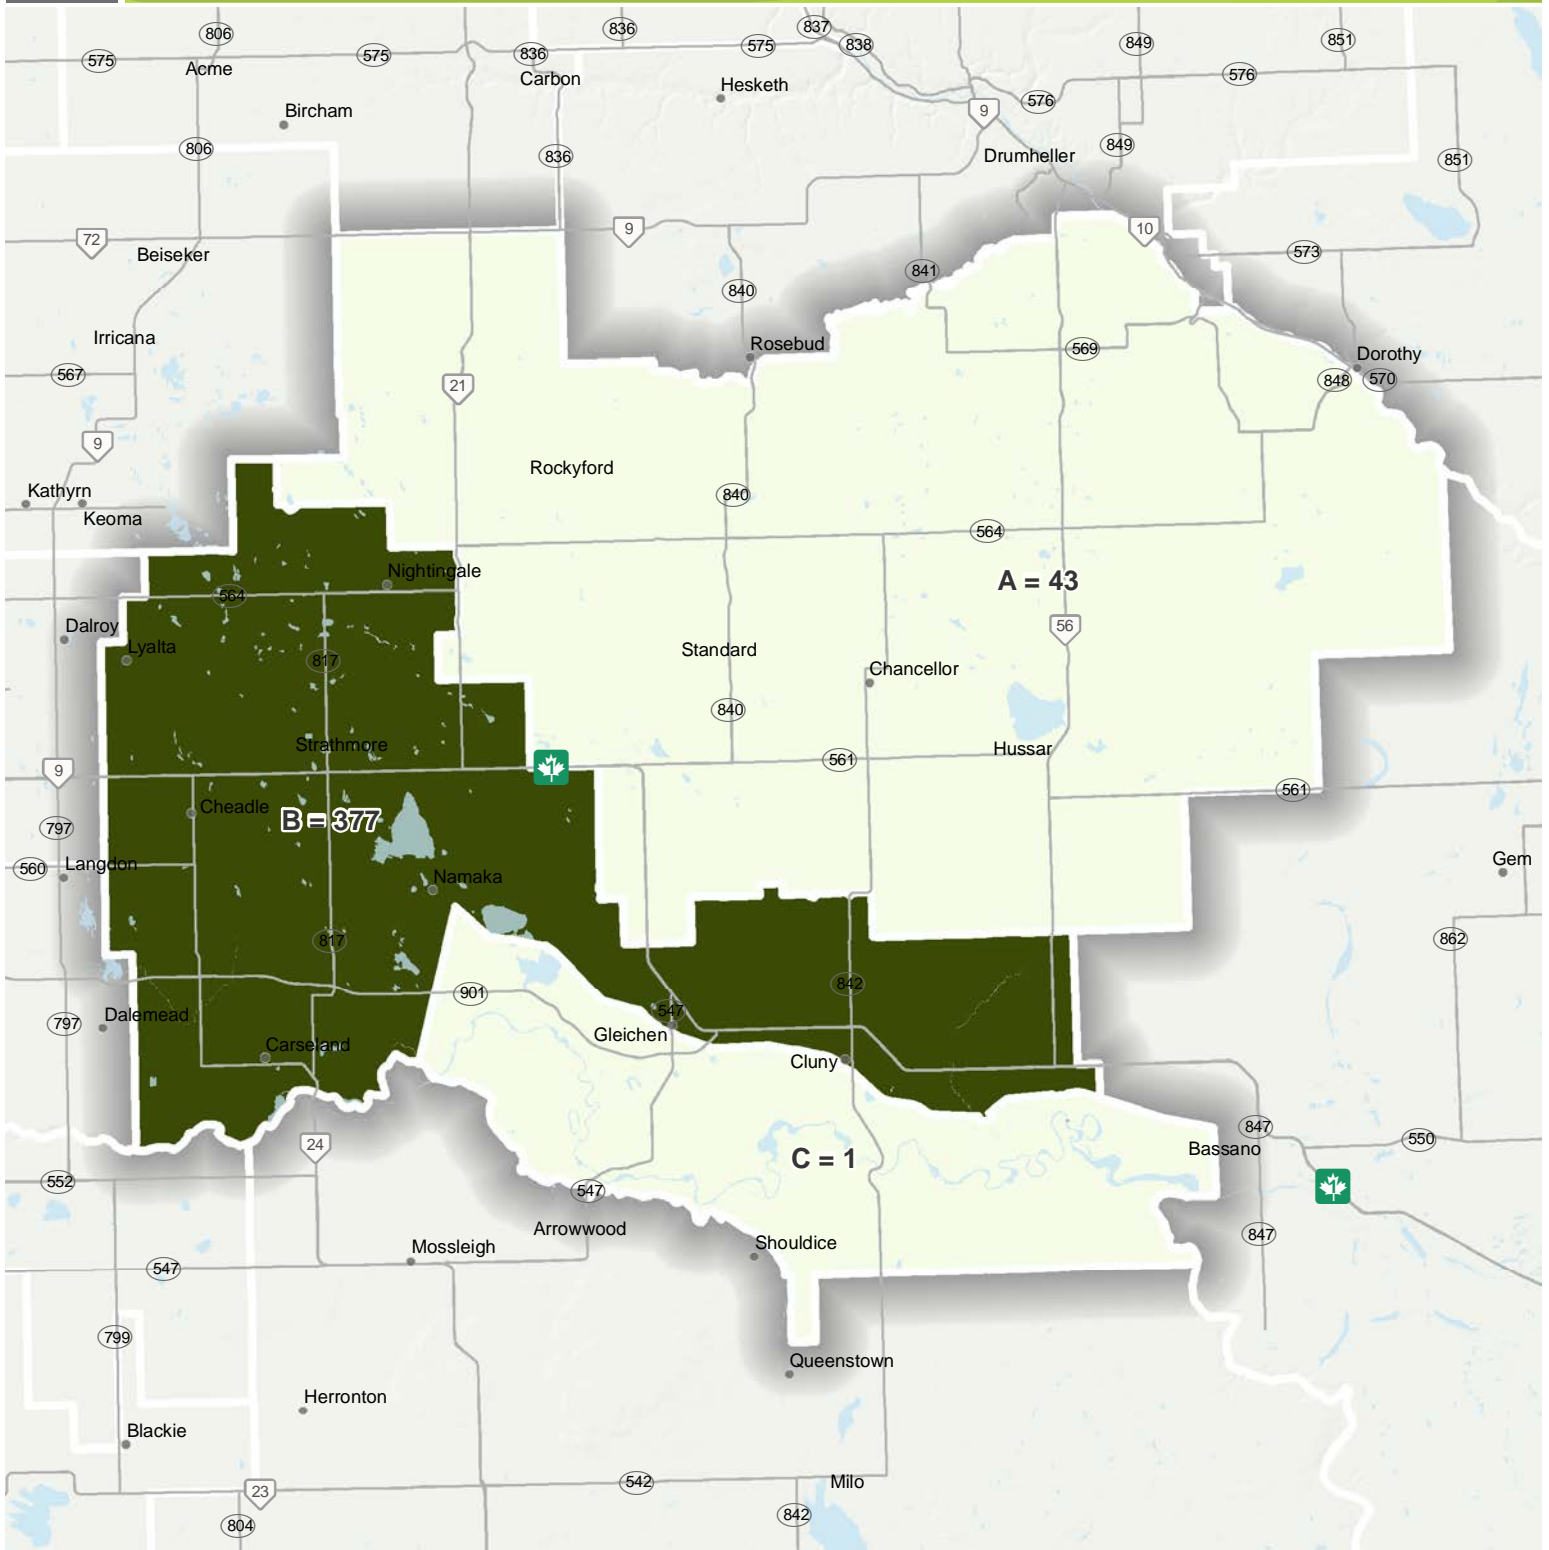 806
836
837
575
575
836
575
838
849
851
Acme
Carbon
Hesketh
576
Bircham
9
576
806
836
Drumheller
849
851
72
9
10
Beiseker
841
573
840
Irricana
Rosebud
569
Dorothy
567
21
848
570
9
Rockyford
Kathyrn
840
Keoma
564
Nightingale
A = 43
564
Dalroy
56
Lyalta
817
Standard
Chancellor
840
Strathmore
Hussar
9
1
561
561
Cheadle
B = 377
797
560
Langdon
Gem
Namaka
817
862
842
901
547
797
Dalemead
Gleichen
Carseland
Cluny
847
24
550
Bassano
C = 1
552
547
1
Arrowwood
847
Mossleigh
Shouldice
547
799
Queenstown
Herronton
Blackie
542
Milo
23
842
804